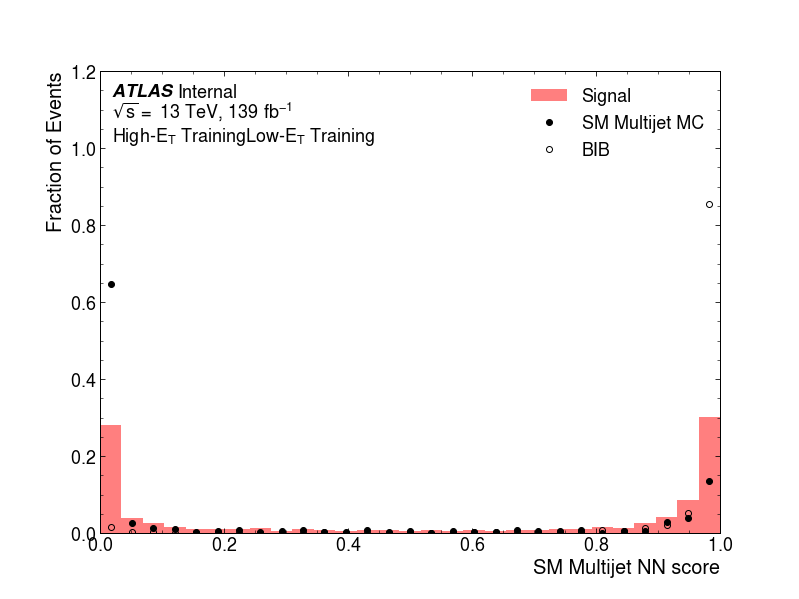 Fraction of Events
1.2
1.0
0.8
0.6
0.4
0.2
0.0
ATLAS Internal
√s = 13 TeV, 139 fb⁻¹
High-E_T TrainingLow-E_T Training
Signal
SM Multijet MC
BIB
0.0 0.2 0.4 0.6 0.8 1.0
SM Multijet NN score